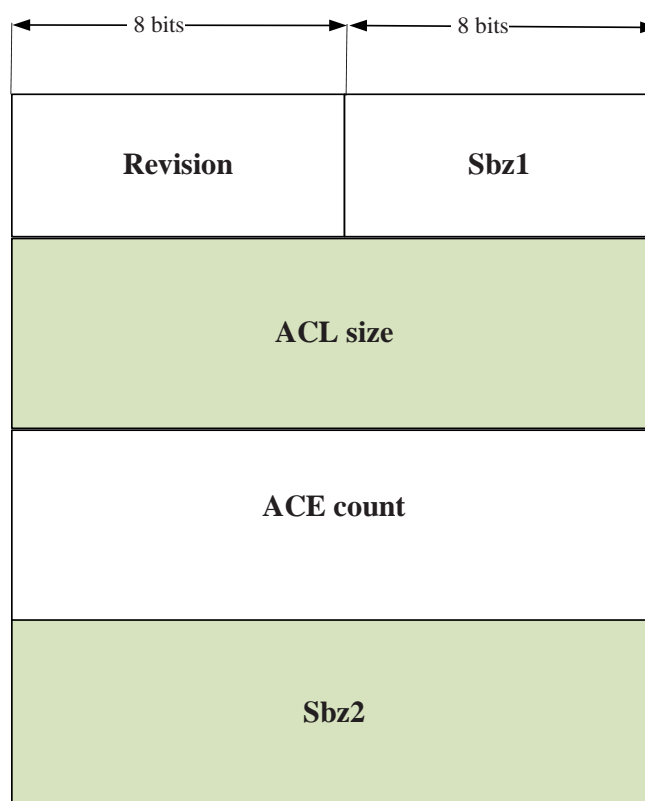 8 bits 8 bits
Revision Sbz1
ACL size
ACE count
Sbz2